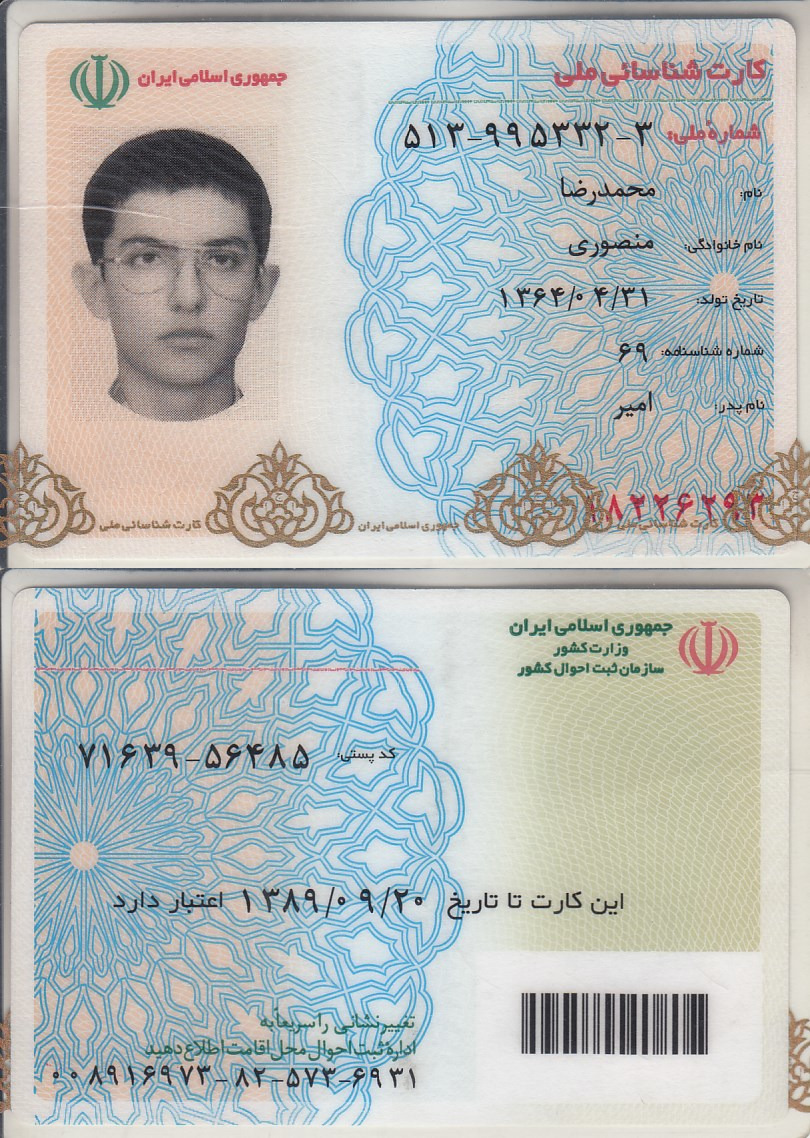 جمهوری اسلامی ایران
کارت شناسائی ملی
شمارهٔ ملی: ۵۱۳-۹۹۵۳۳۲-۳
نام: محمدرضا
نام خانوادگی: منصوری
تاریخ تولد: ۱۳۶۴/۰۴/۳۱
شماره شناسنامه: ۶۹
نام پدر: امیر
۱۸۲۲۶۲۹۳
کارت شناسائی ملی جمهوری اسلامی ایران کارت شناسائی ملی
جمهوری اسلامی ایران
وزارت کشور
سازمان ثبت احوال کشور
کد پستی: ۷۱۶۳۹-۵۶۴۸۵
این کارت تا تاریخ ۱۳۸۹/۰۹/۲۰ اعتبار دارد
تغییر نشانی را سریعاً به
اداره ثبت احوال محل اقامت اطلاع دهید
۰۰۸۹۱۶۹۷۳-۸۲-۵۷۳-۶۹۳۱